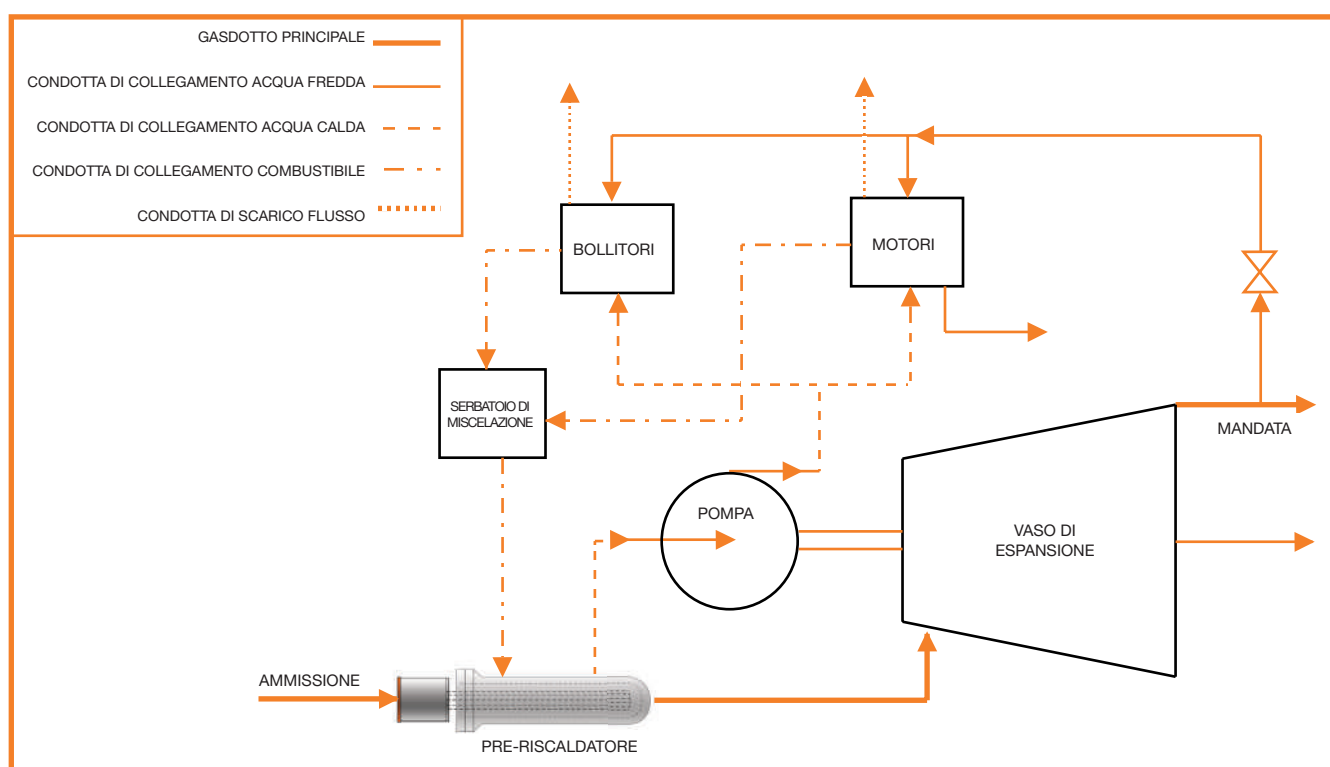 GASDOTTO PRINCIPALE
CONDOTTA DI COLLEGAMENTO ACQUA FREDDA
CONDOTTA DI COLLEGAMENTO ACQUA CALDA
CONDOTTA DI COLLEGAMENTO COMBUSTIBILE
CONDOTTA DI SCARICO FLUSSO
BOLLITORI
MOTORI
SERBATOIO DI
MISCELAZIONE
MANDATA
POMPA
VASO DI
ESPANSIONE
AMMISSIONE
PRE-RISCALDATORE